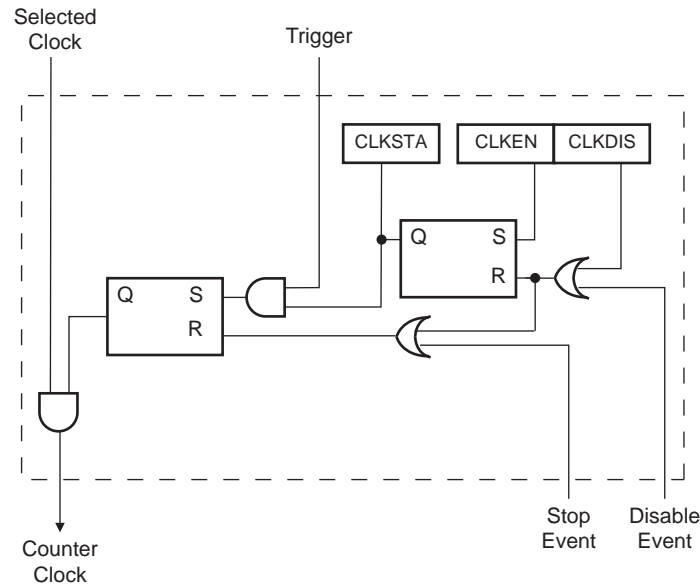 Selected
Clock
Trigger
CLKSTA
CLKEN
CLKDIS
Q
S
R
Q
S
R
Stop
Event
Disable
Event
Counter
Clock